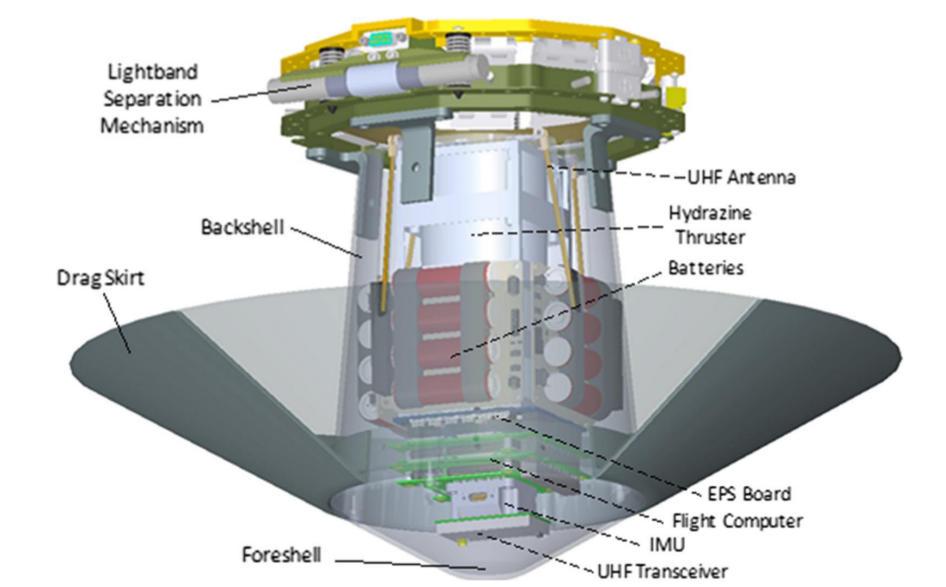 Lightband
Separation
Mechanism
UHF Antenna
Hydrazine
Thruster
Backshell
Batteries
Drag Skirt
EPS Board
Flight Computer
IMU
Foreshell
UHF Transceiver